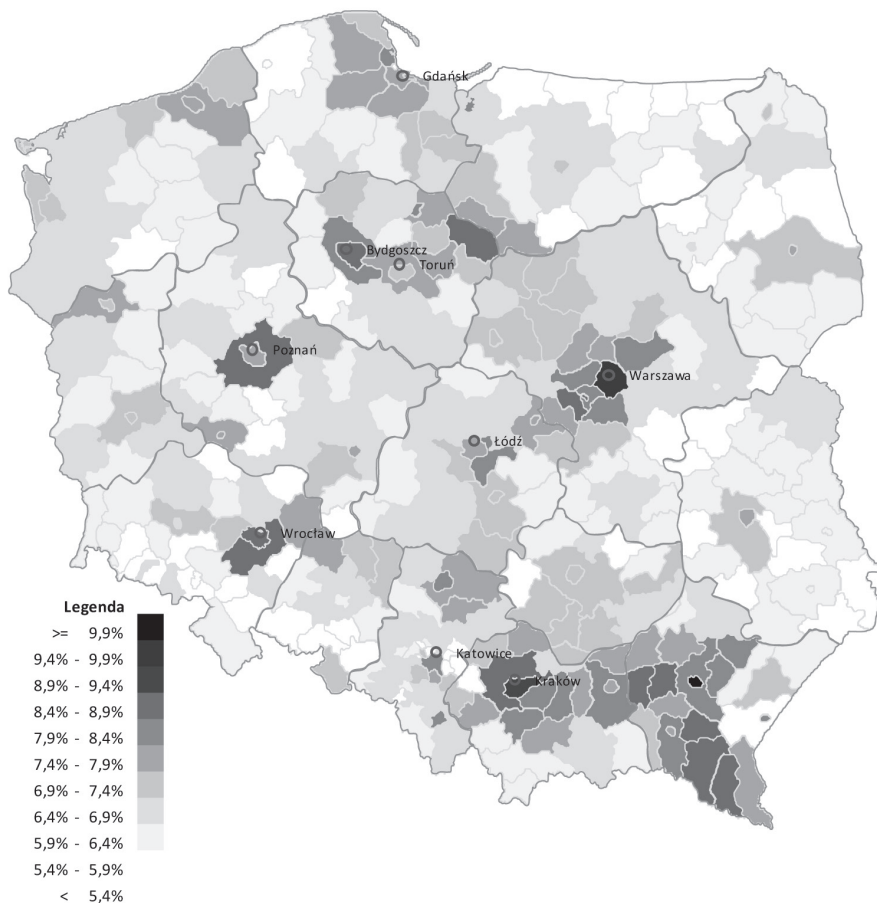 Gdańsk
Bydgoszcz
Toruń
Poznań
Warszawa
Łódź
Wrocław
Legenda
>= 9,9%
9,4% - 9,9%
8,9% - 9,4%
8,4% - 8,9%
7,9% - 8,4%
7,4% - 7,9%
6,9% - 7,4%
6,4% - 6,9%
5,9% - 6,4%
5,4% - 5,9%
< 5,4%
Katowice
Kraków